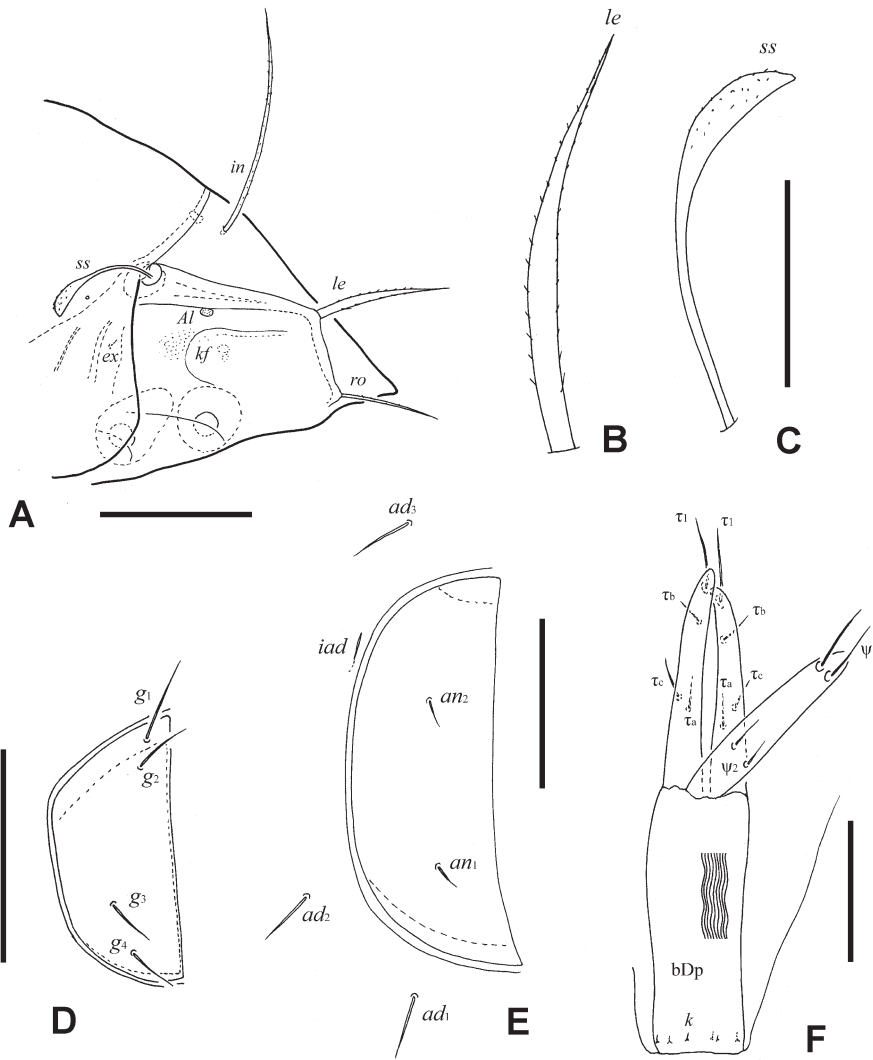 le
ss
in
ss
le
Al
ex
kf
ro
B
C
A
ad3
τ1 τ1
τb
τb
iad
ψ
g1
τc
τa
τc
an2
τa
g2
ψ2
an1
g3
ad2
g4
bDp
D
ad1
E
k
F